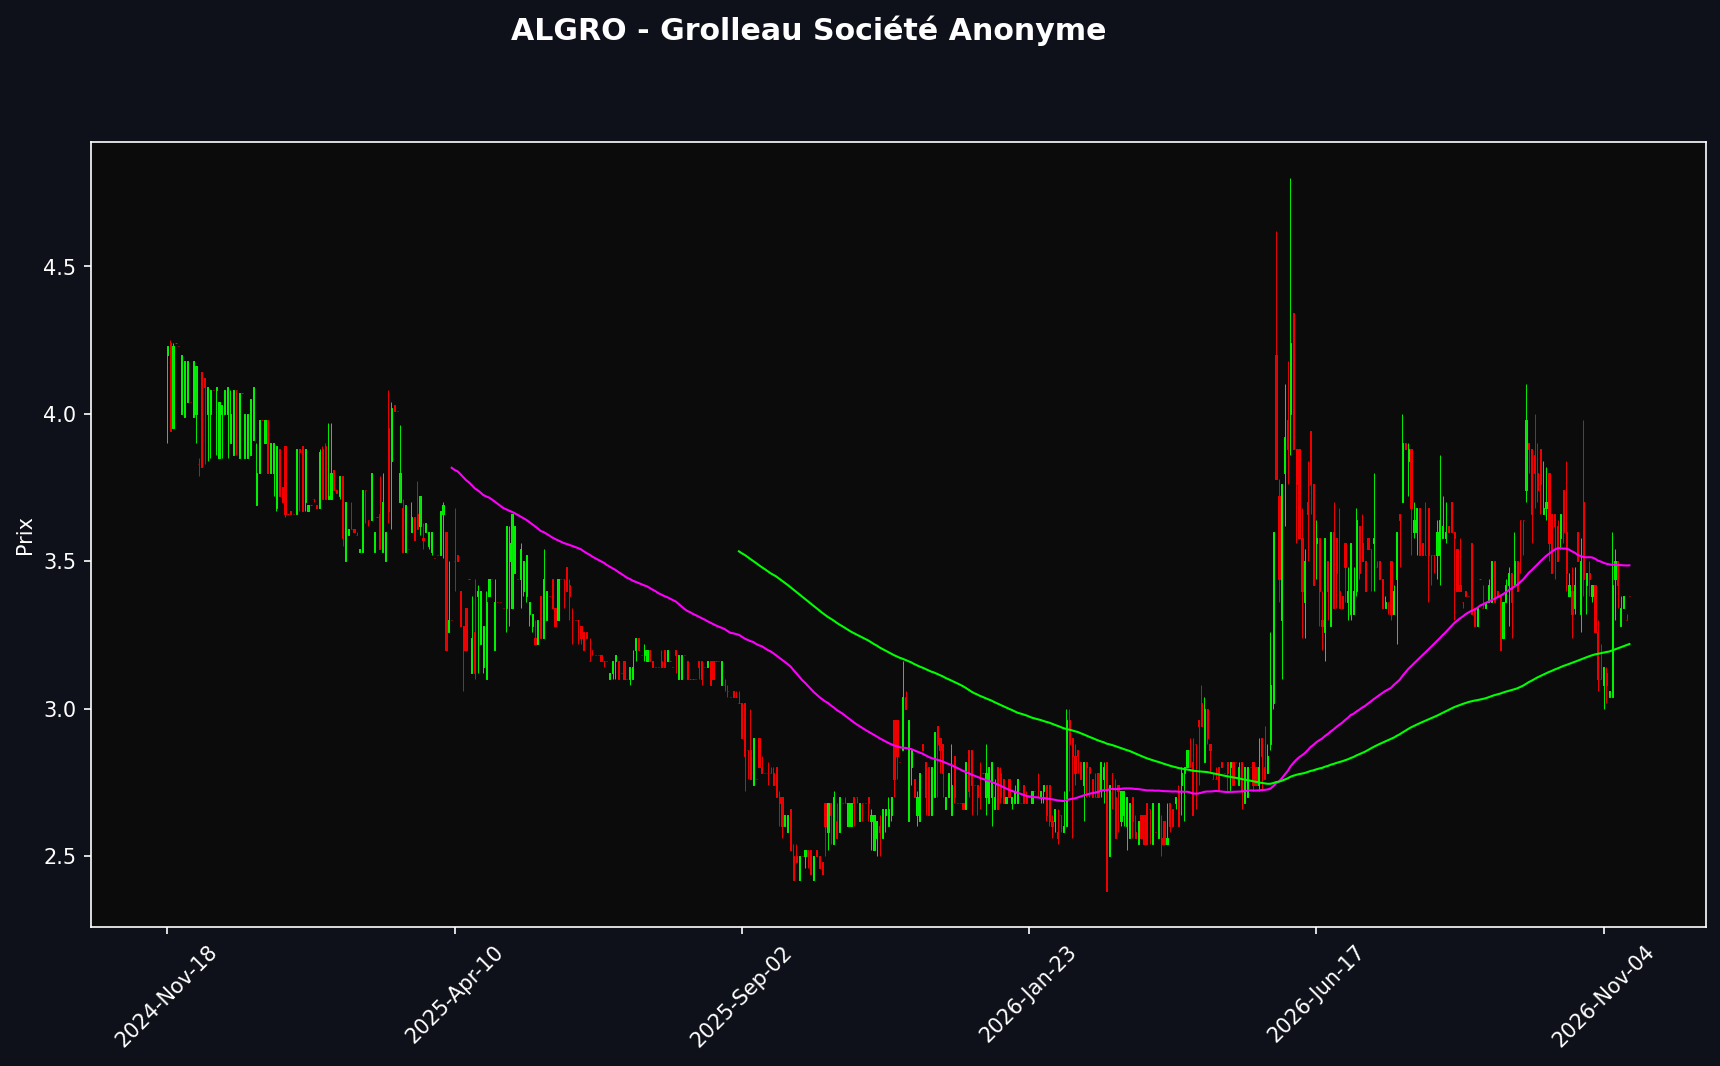 ALGRO - Grolleau Société Anonyme
Prix
4.5
4.0
3.5
3.0
2.5
2024-Nov-18
2025-Apr-10
2025-Sep-02
2026-Jan-23
2026-Jun-17
2026-Nov-04